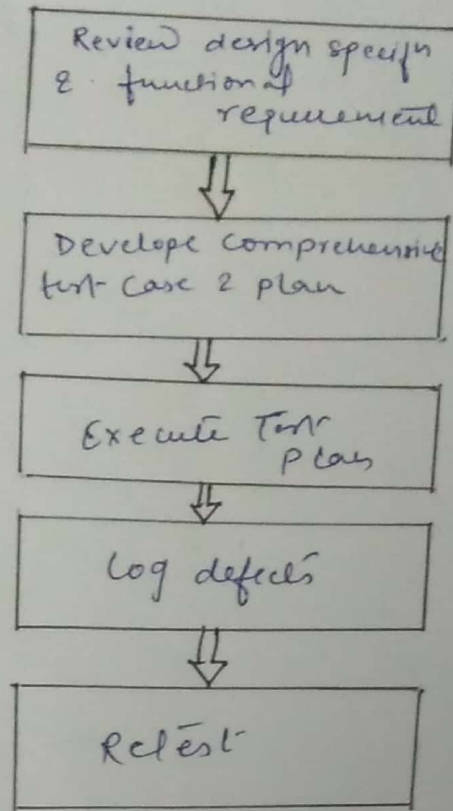 Review design specifn
& functional
requirement
Develope Comprehensive
test Case & plan
Execute Test
Plan
Log defects
Retest